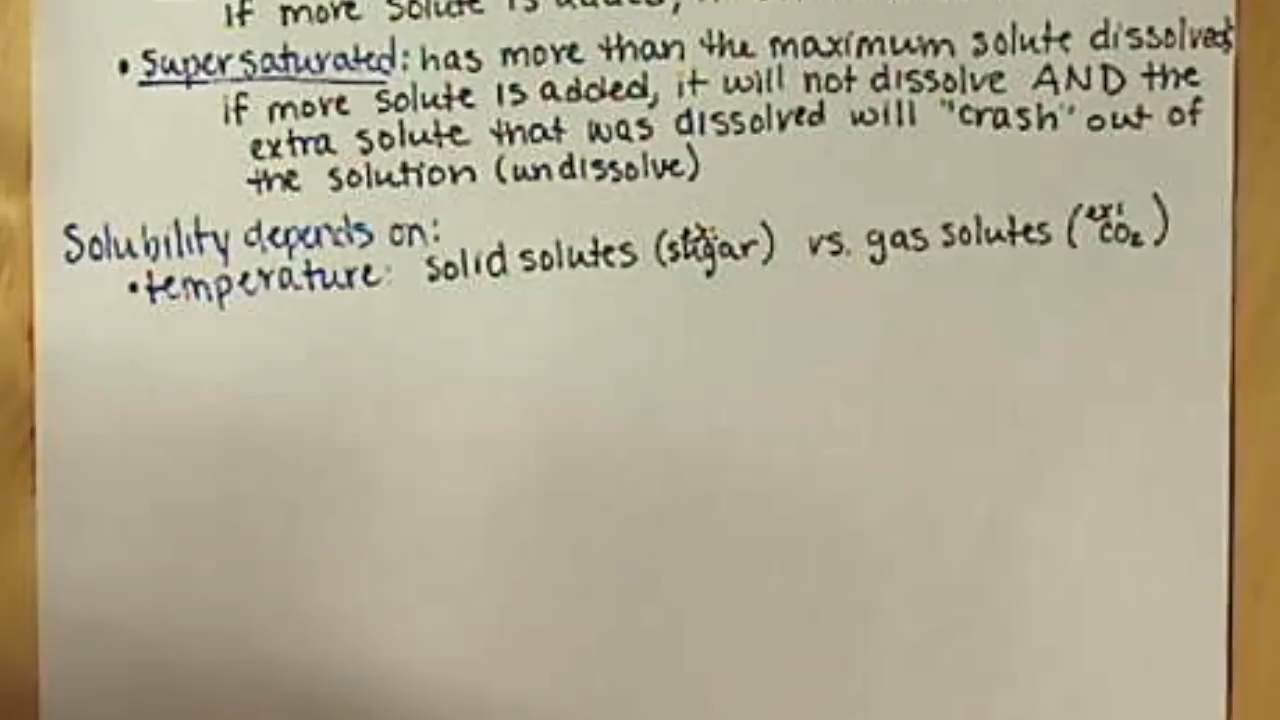 if more solute is added,
• Supersaturated: has more than the maximum solute dissolved;
if more solute is added, it will not dissolve AND the
extra solute that was dissolved will "crash" out of
the solution (undissolve)
Solubility depends on:
• temperature: solid solutes (ex: sugar) vs. gas solutes (ex: CO₂)